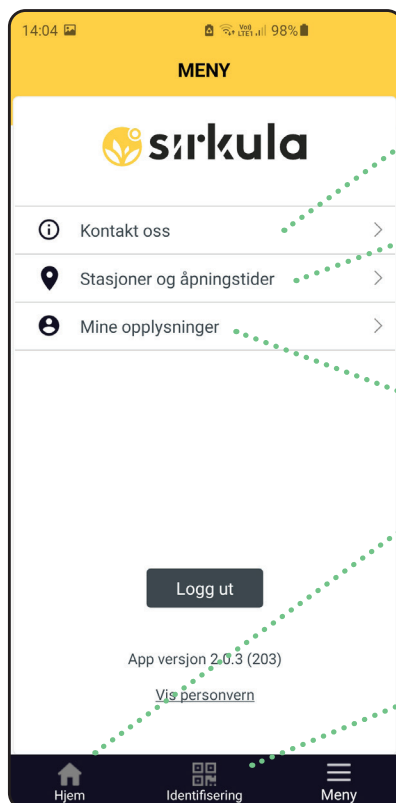 14:04 98%
MENY
sırkula
Kontakt oss
Stasjoner og åpningstider
Mine opplysninger
Logg ut
App versjon 2.0.3 (203)
Vis personvern
Hjem Identifisering Meny